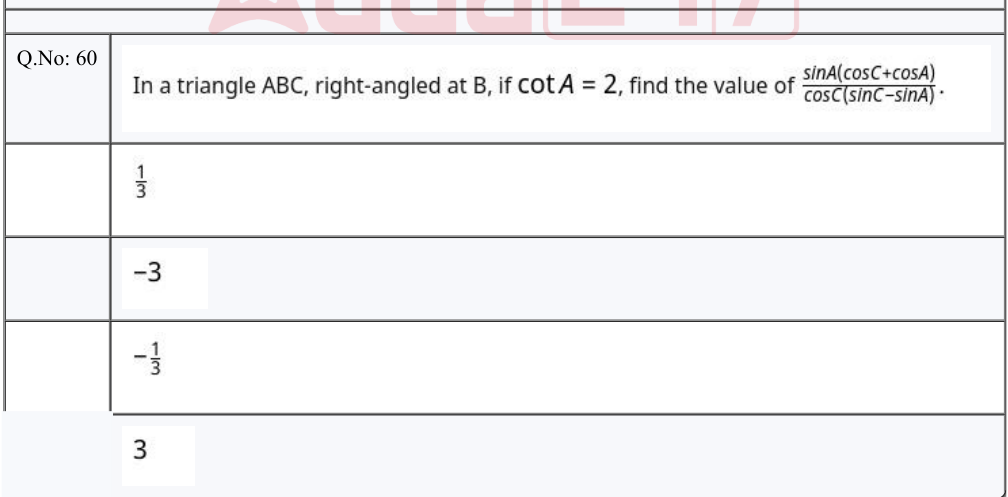 Q.No: 60
In a triangle ABC, right-angled at B, if cot A = 2, find the value of sinA(cosC+cosA)/cosC(sinC−sinA).
1/3
−3
−1/3
3